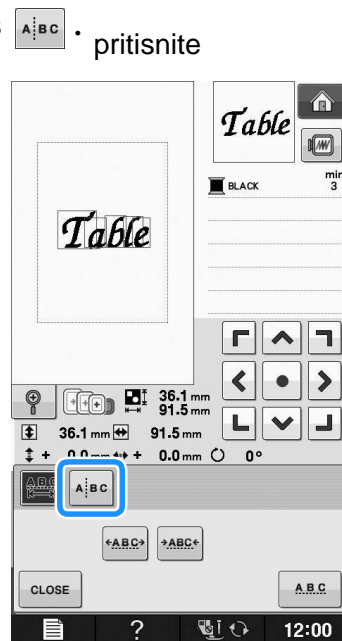 A BC .
pritisnite
Table
Table
BLACK
min
3
36.1 mm
91.5 mm
36.1 mm 91.5 mm
+ 0.0 mm + 0.0 mm 0°
ABC
A BC
ABC ABC
CLOSE
ABC
? 12:00